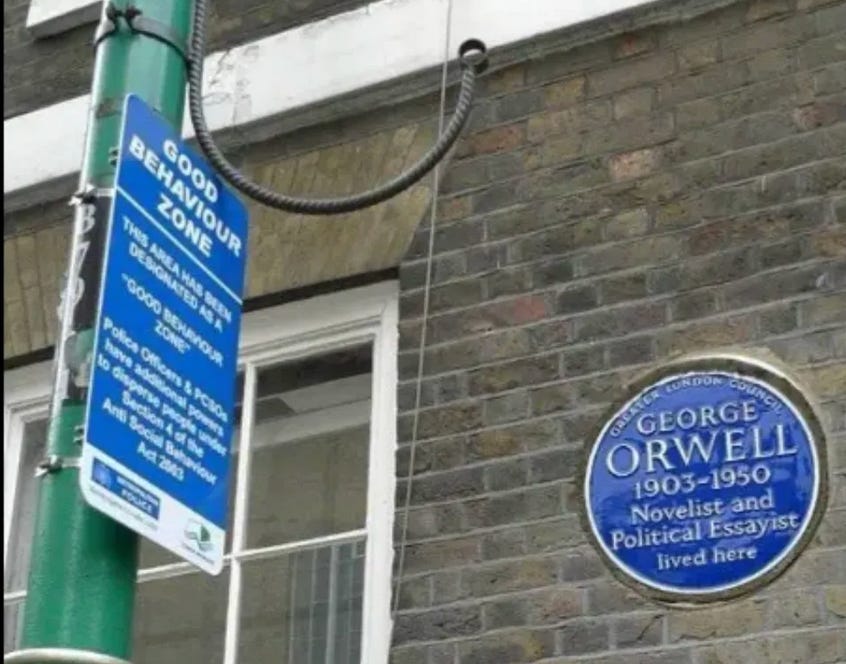 GOOD
BEHAVIOUR
ZONE
THIS AREA HAS BEEN
DESIGNATED AS A
"GOOD BEHAVIOUR
ZONE"
Police Officers & PCSOs
have additional powers
to disperse people under
Section 4 of the
Anti Social Behaviour
Act 2003
METROPOLITAN
POLICE
GREATER LONDON COUNCIL
GEORGE
ORWELL
1903-1950
Novelist and
Political Essayist
lived here